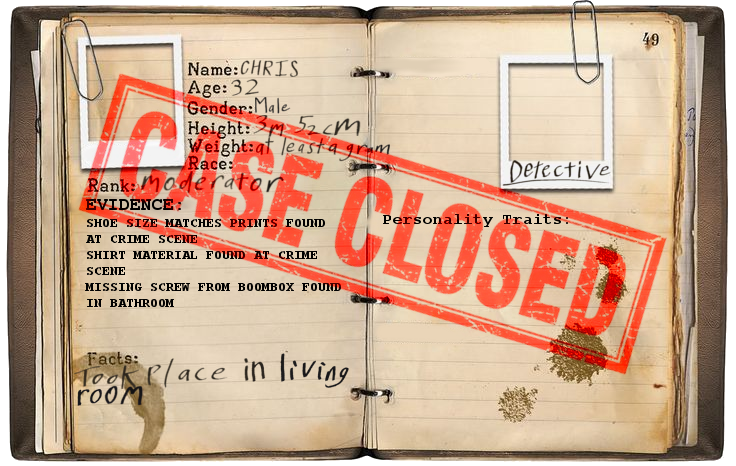 Name: CHRIS
Age: 32
Gender: Male
Height: 3m 52cm
Weight: at least a gram
Race:
Rank: moderator
EVIDENCE:
SHOE SIZE MATCHES PRINTS FOUND
AT CRIME SCENE
SHIRT MATERIAL FOUND AT CRIME
SCENE
MISSING SCREW FROM BOOMBOX FOUND
IN BATHROOM
Facts:
Took Place in living
room
49
Detective
Personality Traits:
CASE CLOSED